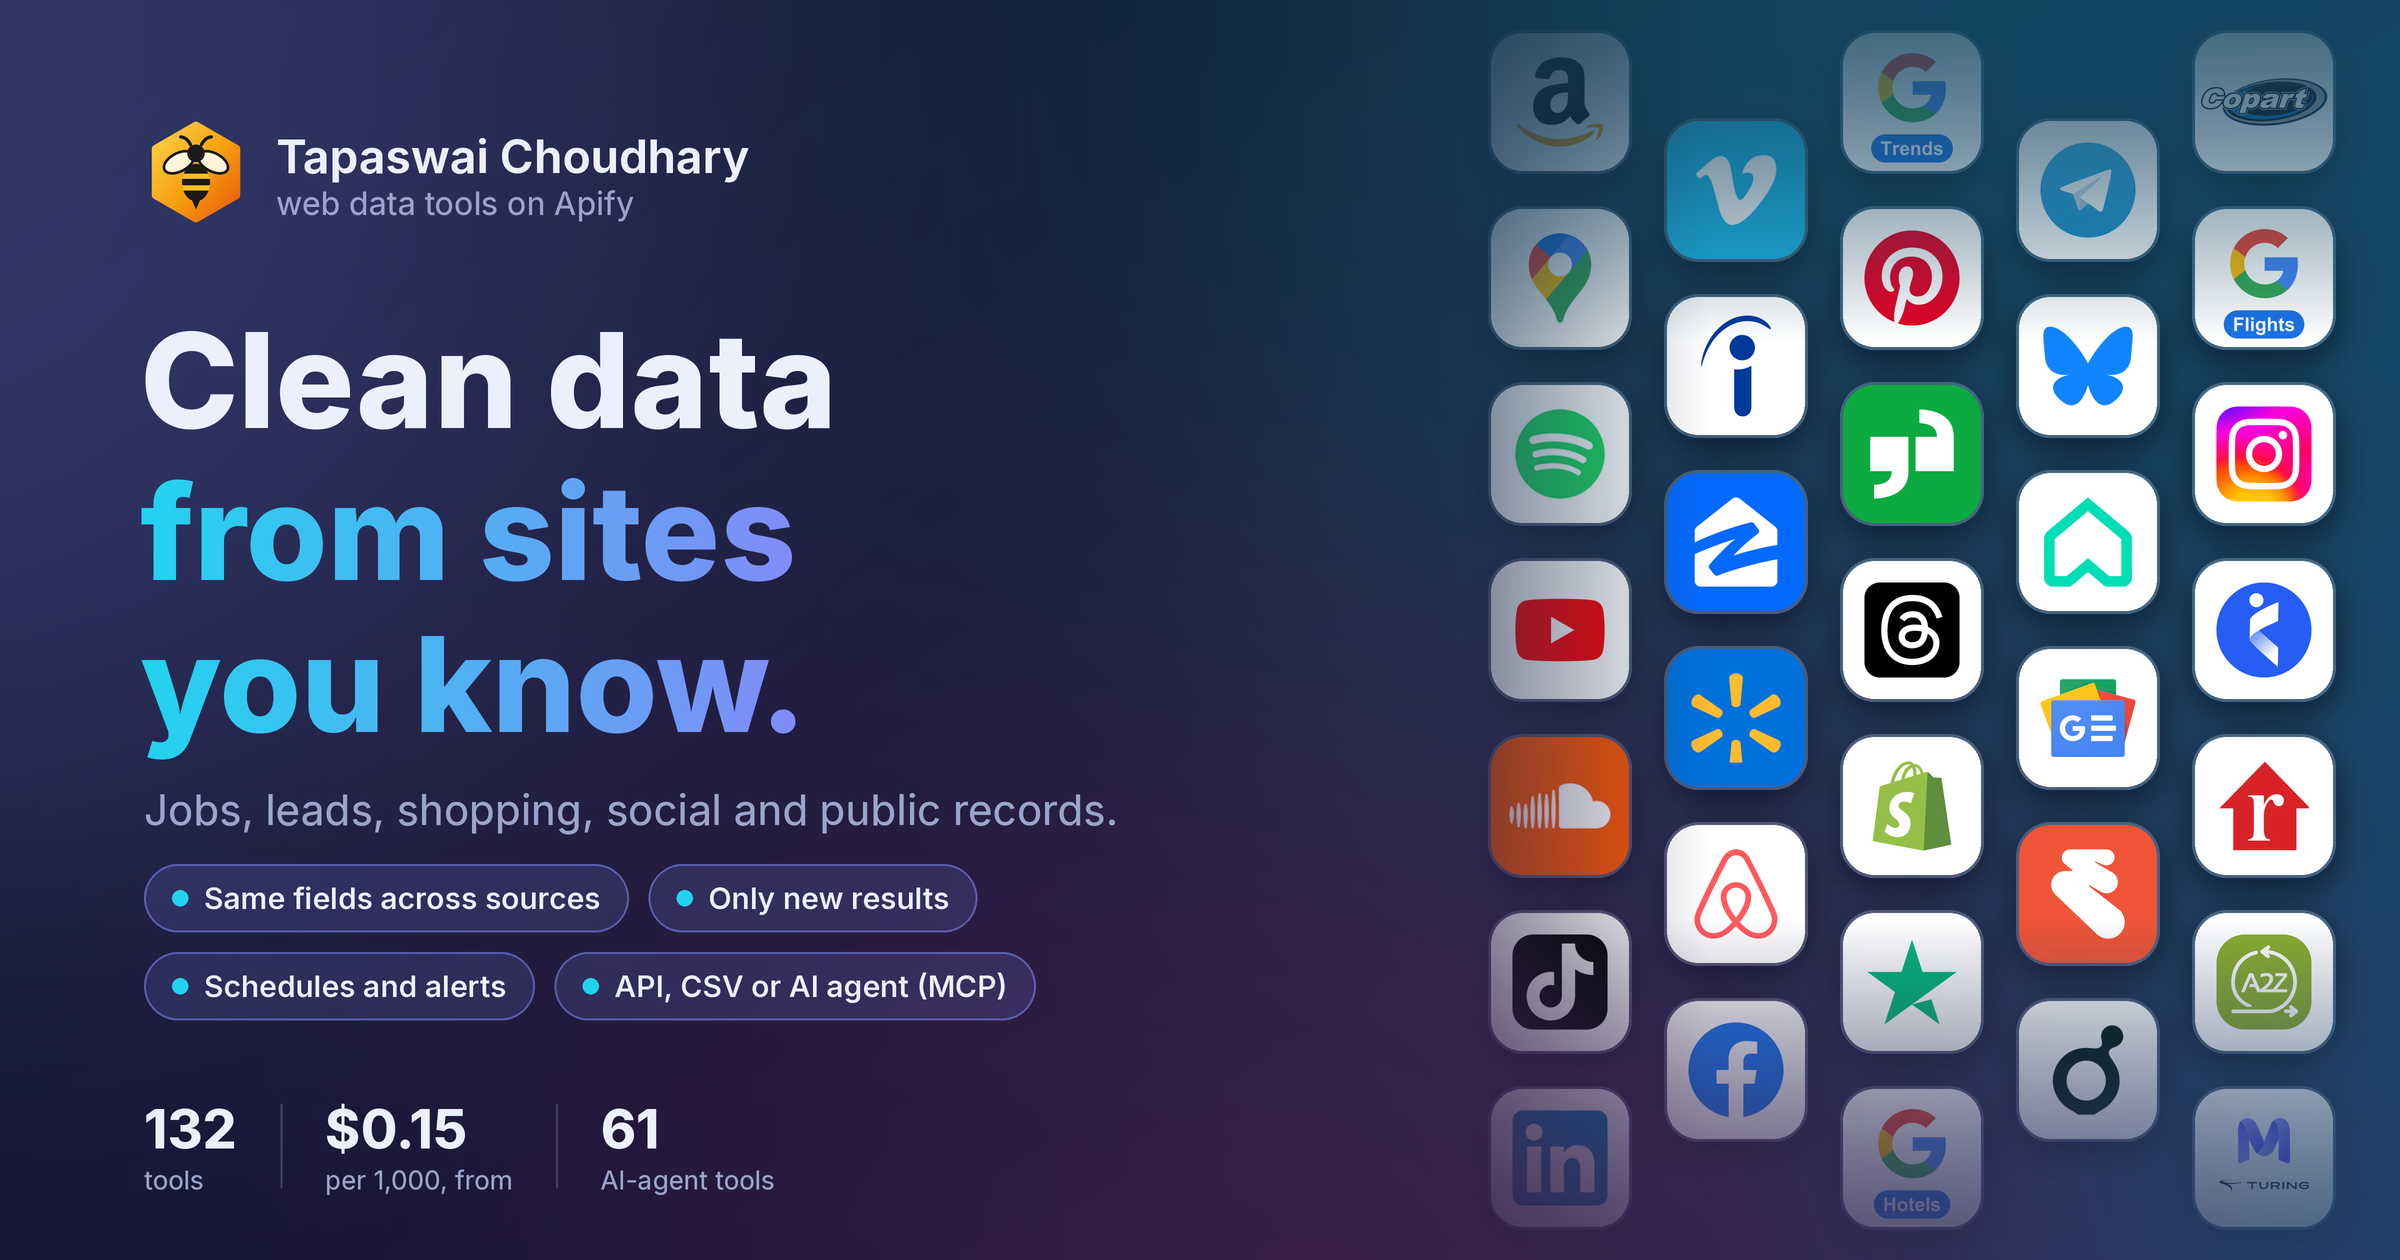 Tapaswai Choudhary
web data tools on Apify
Clean data
from sites
you know.
Jobs, leads, shopping, social and public records.
Same fields across sources
Only new results
Schedules and alerts
API, CSV or AI agent (MCP)
132
tools
$0.15
per 1,000, from
61
AI-agent tools
a
Trends
Copart
Flights
GE
S
r
A2Z
in
Hotels
M
TURING